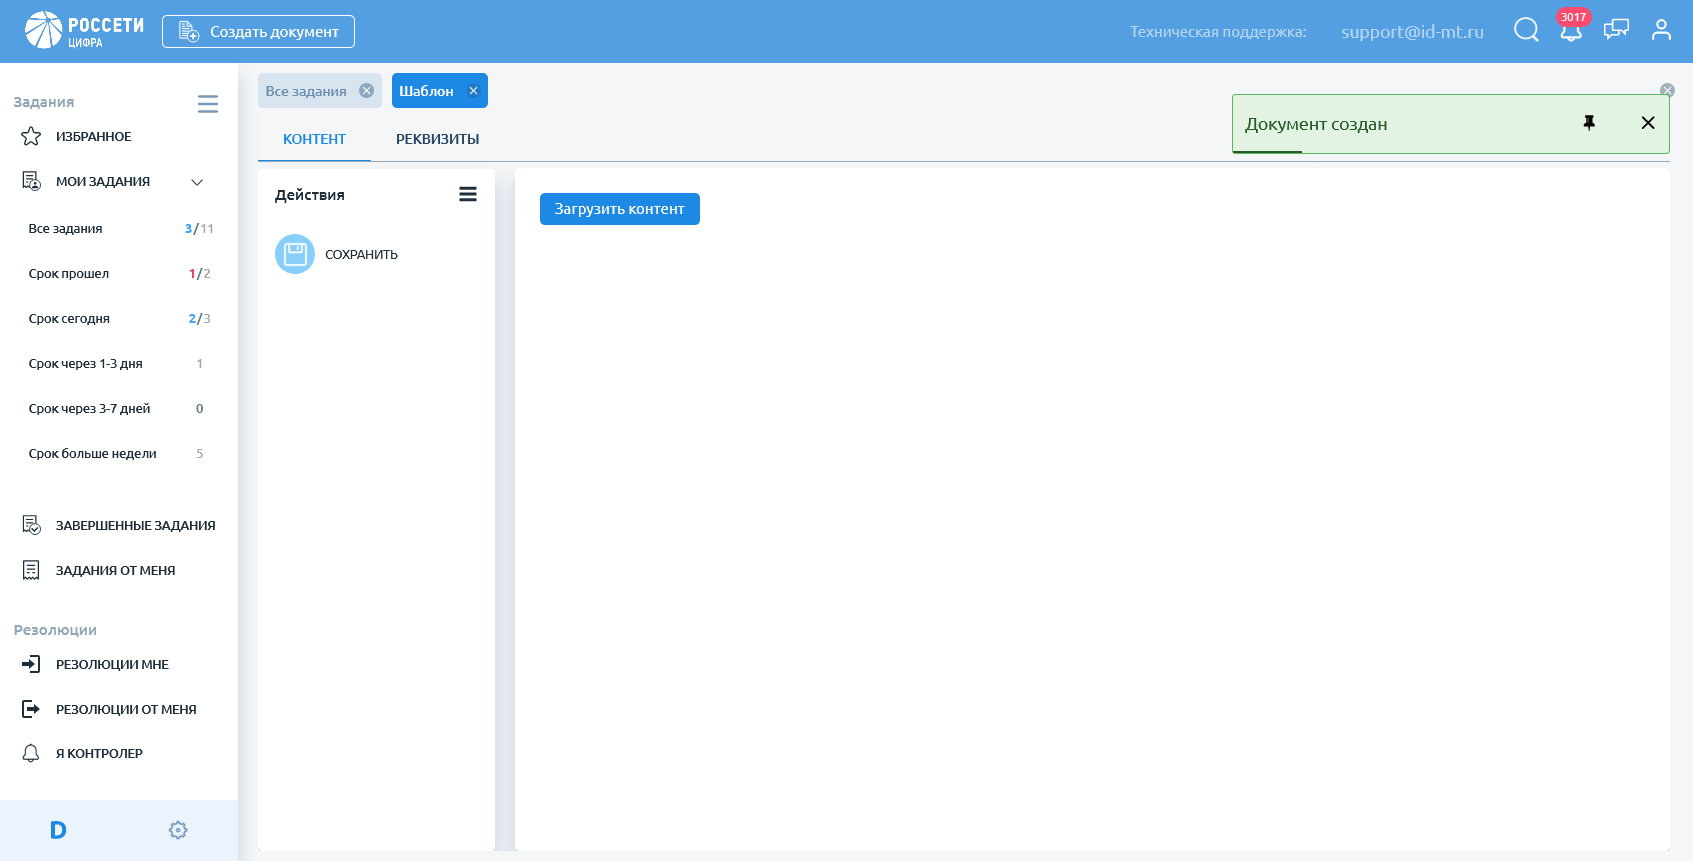 РОССЕТИ
ЦИФРА
Создать документ
Техническая поддержка:
support@id-mt.ru
3017
Задания
ИЗБРАННОЕ
МОИ ЗАДАНИЯ
Все задания 3/11
Срок прошел 1/2
Срок сегодня 2/3
Срок через 1-3 дня 1
Срок через 3-7 дней 0
Срок больше недели 5
ЗАВЕРШЕННЫЕ ЗАДАНИЯ
ЗАДАНИЯ ОТ МЕНЯ
Резолюции
РЕЗОЛЮЦИИ МНЕ
РЕЗОЛЮЦИИ ОТ МЕНЯ
Я КОНТРОЛЕР
D
Все задания
Шаблон
КОНТЕНТ
РЕКВИЗИТЫ
Документ создан
Действия
СОХРАНИТЬ
Загрузить контент